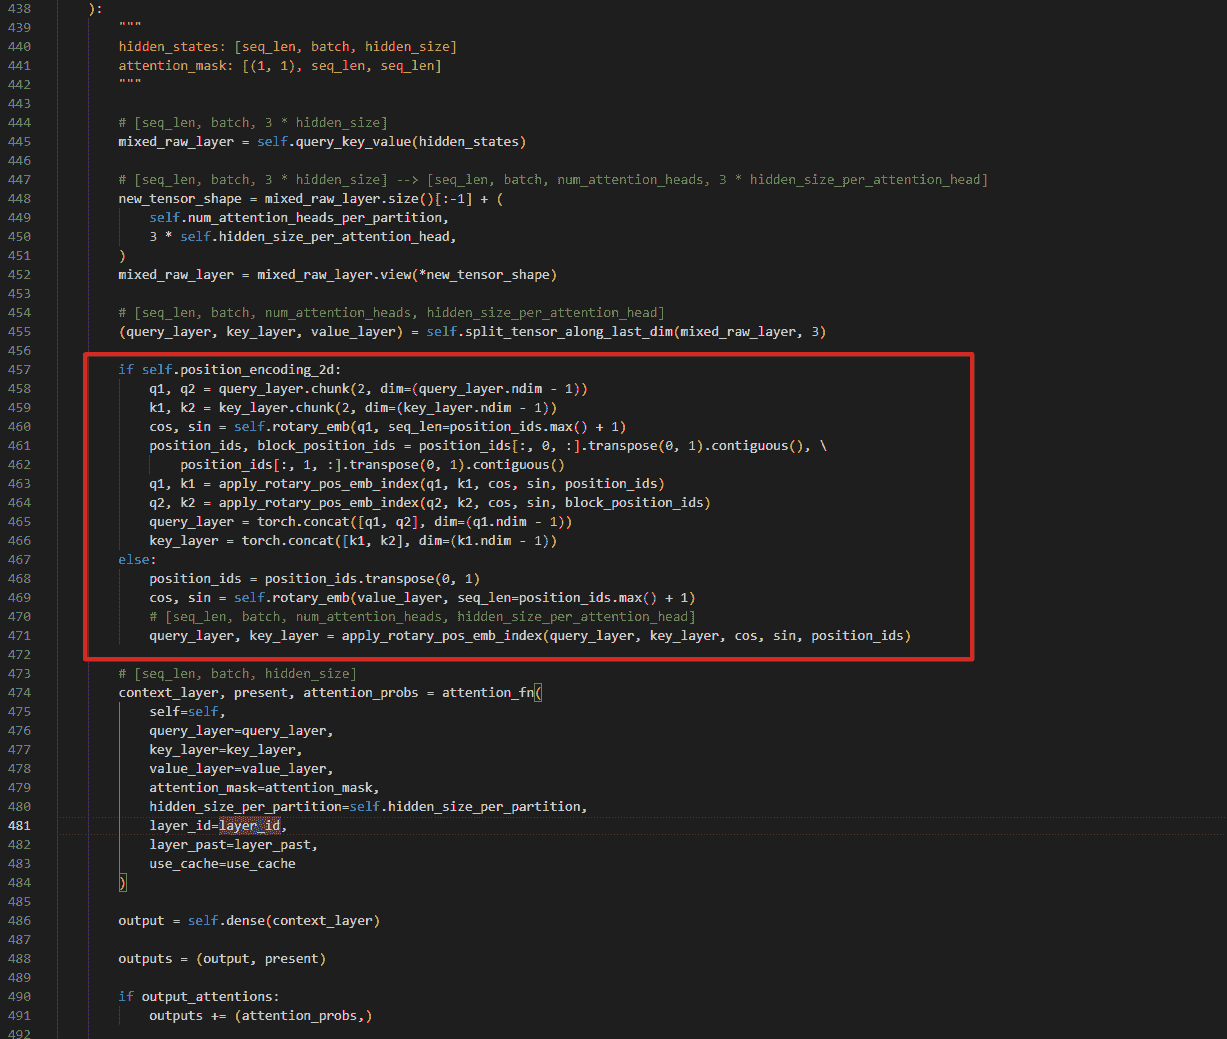 438 ):
439 """
440 hidden_states: [seq_len, batch, hidden_size]
441 attention_mask: [(1, 1), seq_len, seq_len]
442 """
443
444 # [seq_len, batch, 3 * hidden_size]
445 mixed_raw_layer = self.query_key_value(hidden_states)
446
447 # [seq_len, batch, 3 * hidden_size] --> [seq_len, batch, num_attention_heads, 3 * hidden_size_per_attention_head]
448 new_tensor_shape = mixed_raw_layer.size()[:-1] + (
449 self.num_attention_heads_per_partition,
450 3 * self.hidden_size_per_attention_head,
451 )
452 mixed_raw_layer = mixed_raw_layer.view(*new_tensor_shape)
453
454 # [seq_len, batch, num_attention_heads, hidden_size_per_attention_head]
455 (query_layer, key_layer, value_layer) = self.split_tensor_along_last_dim(mixed_raw_layer, 3)
456
457 if self.position_encoding_2d:
458 q1, q2 = query_layer.chunk(2, dim=(query_layer.ndim - 1))
459 k1, k2 = key_layer.chunk(2, dim=(key_layer.ndim - 1))
460 cos, sin = self.rotary_emb(q1, seq_len=position_ids.max() + 1)
461 position_ids, block_position_ids = position_ids[:, 0, :].transpose(0, 1).contiguous(), \
462 position_ids[:, 1, :].transpose(0, 1).contiguous()
463 q1, k1 = apply_rotary_pos_emb_index(q1, k1, cos, sin, position_ids)
464 q2, k2 = apply_rotary_pos_emb_index(q2, k2, cos, sin, block_position_ids)
465 query_layer = torch.concat([q1, q2], dim=(q1.ndim - 1))
466 key_layer = torch.concat([k1, k2], dim=(k1.ndim - 1))
467 else:
468 position_ids = position_ids.transpose(0, 1)
469 cos, sin = self.rotary_emb(value_layer, seq_len=position_ids.max() + 1)
470 # [seq_len, batch, num_attention_heads, hidden_size_per_attention_head]
471 query_layer, key_layer = apply_rotary_pos_emb_index(query_layer, key_layer, cos, sin, position_ids)
472
473 # [seq_len, batch, hidden_size]
474 context_layer, present, attention_probs = attention_fn(
475 self=self,
476 query_layer=query_layer,
477 key_layer=key_layer,
478 value_layer=value_layer,
479 attention_mask=attention_mask,
480 hidden_size_per_partition=self.hidden_size_per_partition,
481 layer_id=layer_id,
482 layer_past=layer_past,
483 use_cache=use_cache
484 )
485
486 output = self.dense(context_layer)
487
488 outputs = (output, present)
489
490 if output_attentions:
491 outputs += (attention_probs,)
492